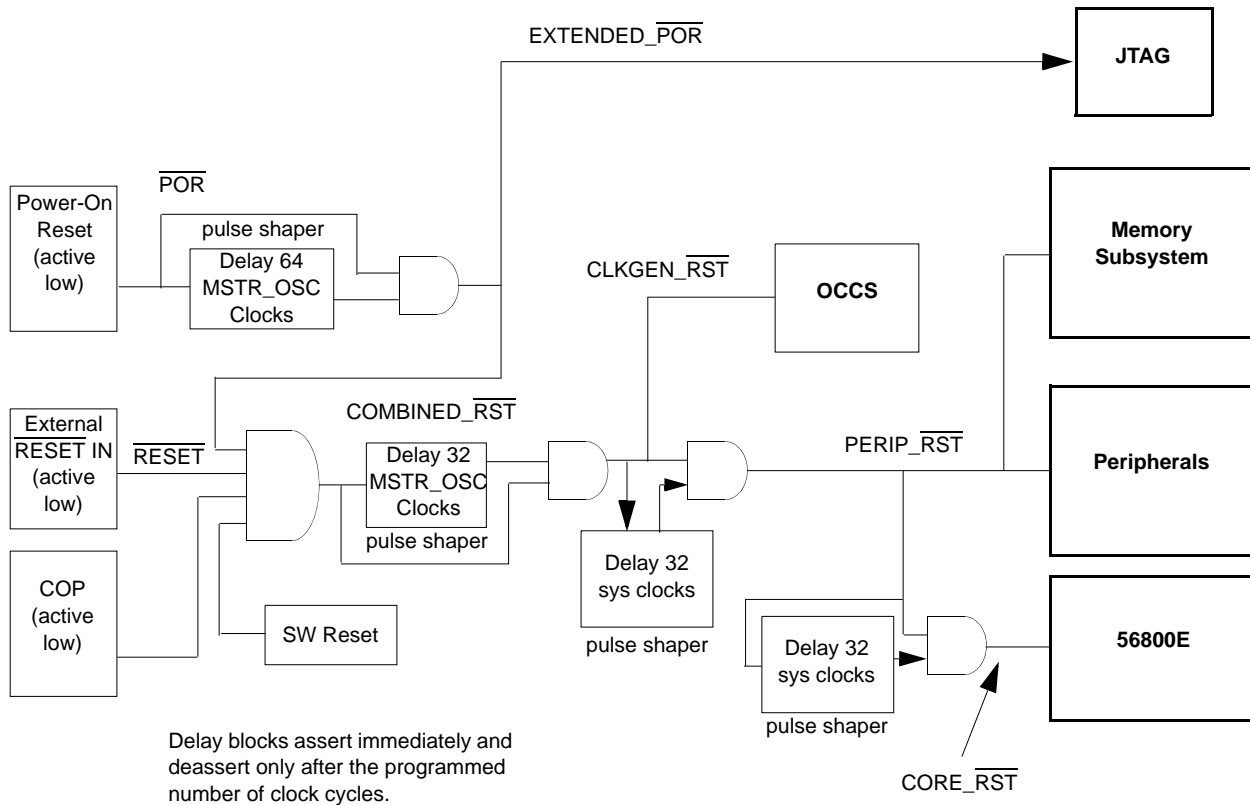 EXTENDED_POR
JTAG
POR
Power-On
Reset
(active
low)
pulse shaper
Delay 64
MSTR_OSC
Clocks
CLKGEN_RST
OCCS
Memory
Subsystem
External
RESET IN
(active
low)
RESET
COMBINED_RST
Delay 32
MSTR_OSC
Clocks
pulse shaper
PERIP_RST
Peripherals
COP
(active
low)
SW Reset
Delay 32
sys clocks
pulse shaper
Delay 32
sys clocks
pulse shaper
56800E
CORE_RST
Delay blocks assert immediately and
deassert only after the programmed
number of clock cycles.